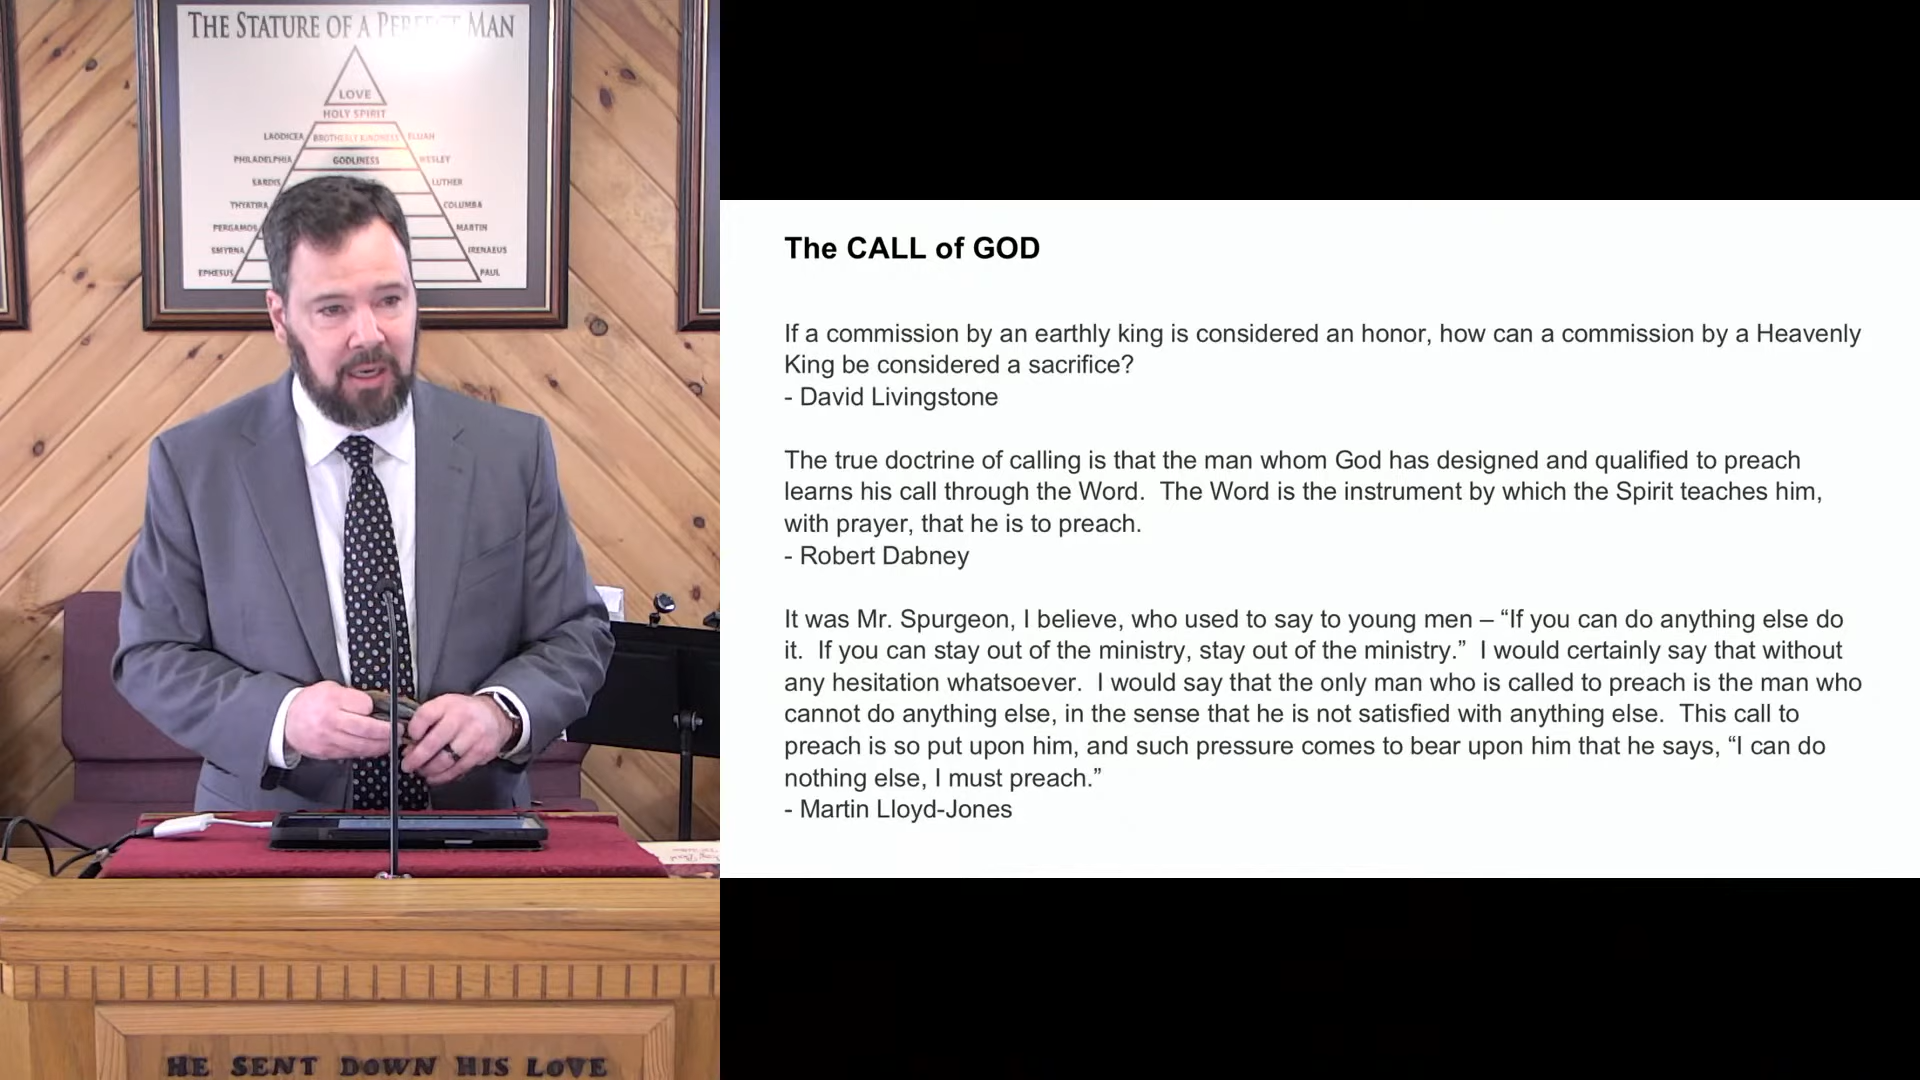 THE STATURE OF A PERFECT MAN
LOVE
HOLY SPIRIT
LAODICEA BROTHERLY KINDNESS ELIJAH
PHILADELPHIA GODLINESS WESLEY
SARDIS LUTHER
THYATIRA COLUMBA
PERGAMOS MARTIN
SMYRNA IRENAEUS
EPHESUS PAUL
HE SENT DOWN HIS LOVE
The CALL of GOD
If a commission by an earthly king is considered an honor, how can a commission by a Heavenly
King be considered a sacrifice?
- David Livingstone
The true doctrine of calling is that the man whom God has designed and qualified to preach
learns his call through the Word.  The Word is the instrument by which the Spirit teaches him,
with prayer, that he is to preach.
- Robert Dabney
It was Mr. Spurgeon, I believe, who used to say to young men – “If you can do anything else do
it.  If you can stay out of the ministry, stay out of the ministry.”  I would certainly say that without
any hesitation whatsoever.  I would say that the only man who is called to preach is the man who
cannot do anything else, in the sense that he is not satisfied with anything else.  This call to
preach is so put upon him, and such pressure comes to bear upon him that he says, “I can do
nothing else, I must preach.”
- Martin Lloyd-Jones